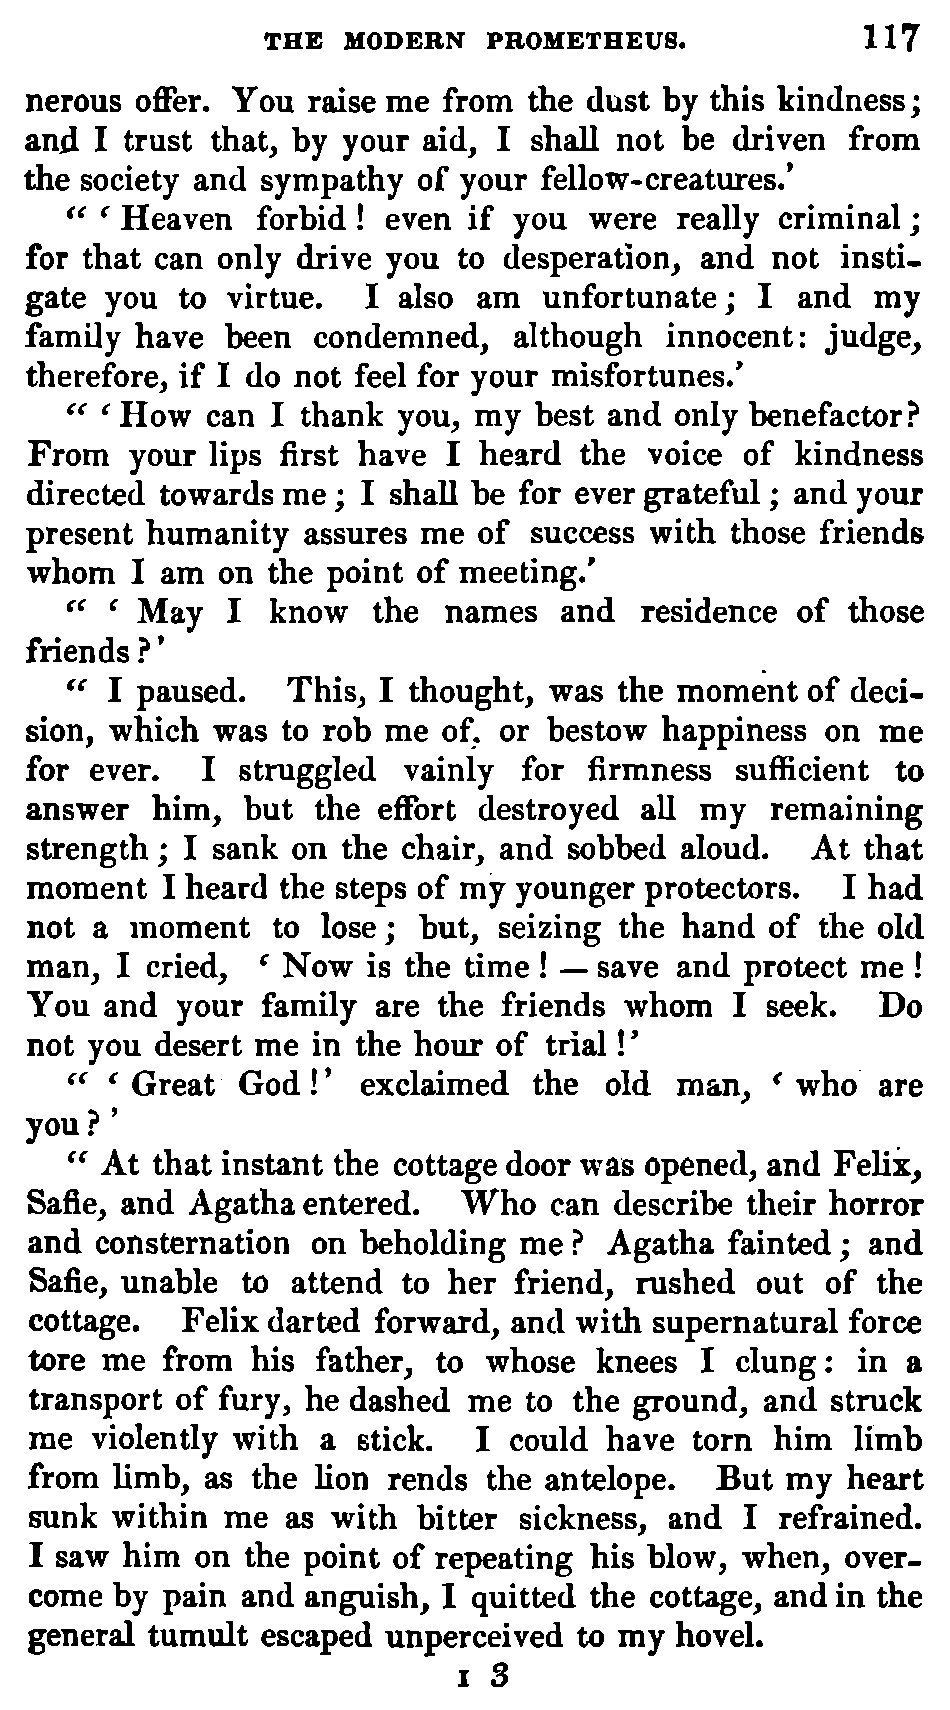 THE MODERN PROMETHEUS. 117
nerous offer. You raise me from the dust by this kindness;
and I trust that, by your aid, I shall not be driven from
the society and sympathy of your fellow-creatures.'
" ' Heaven forbid! even if you were really criminal;
for that can only drive you to desperation, and not insti-
gate you to virtue. I also am unfortunate; I and my
family have been condemned, although innocent: judge,
therefore, if I do not feel for your misfortunes.'
" ' How can I thank you, my best and only benefactor?
From your lips first have I heard the voice of kindness
directed towards me; I shall be for ever grateful; and your
present humanity assures me of success with those friends
whom I am on the point of meeting.'
" ' May I know the names and residence of those
friends?'
" I paused. This, I thought, was the moment of deci-
sion, which was to rob me of, or bestow happiness on me
for ever. I struggled vainly for firmness sufficient to
answer him, but the effort destroyed all my remaining
strength; I sank on the chair, and sobbed aloud. At that
moment I heard the steps of my younger protectors. I had
not a moment to lose; but, seizing the hand of the old
man, I cried, ' Now is the time! — save and protect me!
You and your family are the friends whom I seek. Do
not you desert me in the hour of trial!'
" ' Great God!' exclaimed the old man, ' who are
you?'
" At that instant the cottage door was opened, and Felix,
Safie, and Agatha entered. Who can describe their horror
and consternation on beholding me? Agatha fainted; and
Safie, unable to attend to her friend, rushed out of the
cottage. Felix darted forward, and with supernatural force
tore me from his father, to whose knees I clung: in a
transport of fury, he dashed me to the ground, and struck
me violently with a stick. I could have torn him limb
from limb, as the lion rends the antelope. But my heart
sunk within me as with bitter sickness, and I refrained.
I saw him on the point of repeating his blow, when, over-
come by pain and anguish, I quitted the cottage, and in the
general tumult escaped unperceived to my hovel.
I 3